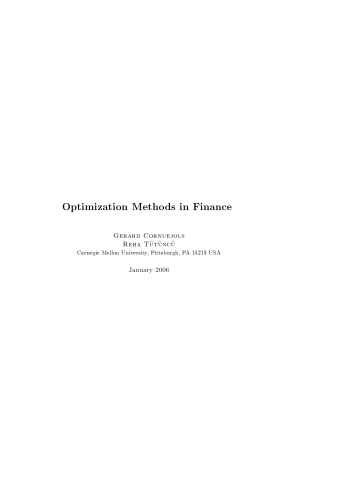 Optimization Methods in Finance
Gerard Cornuejols
Reha Tütüncü
Carnegie Mellon University, Pittsburgh, PA 15213 USA
January 2006